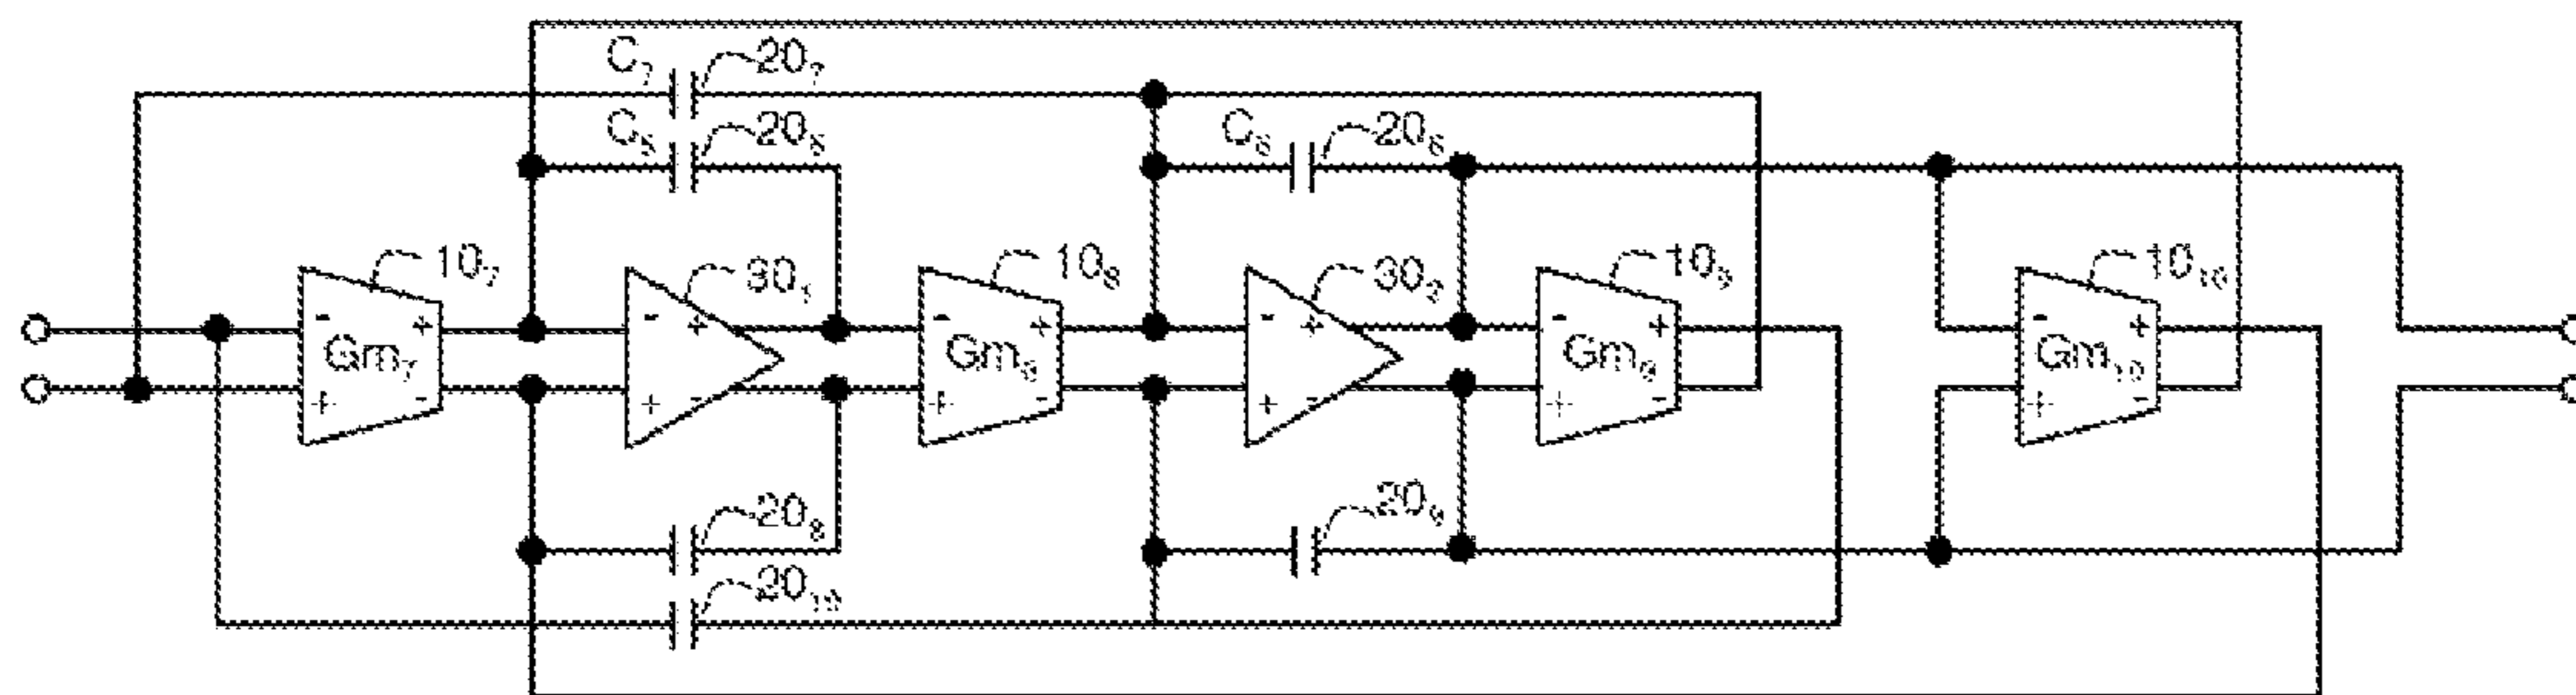 C₇ 20₇
C₅ 20₅ C₆ 20₆
10₇ 30₁ 10₈ 30₂ 10₉ 10₁₀
- + - + - + - + - + - +
Gm₇ Gm₈ Gm₉ Gm₁₀
+ - + - + - + - + - + -
20₈ 20₉
20₁₀